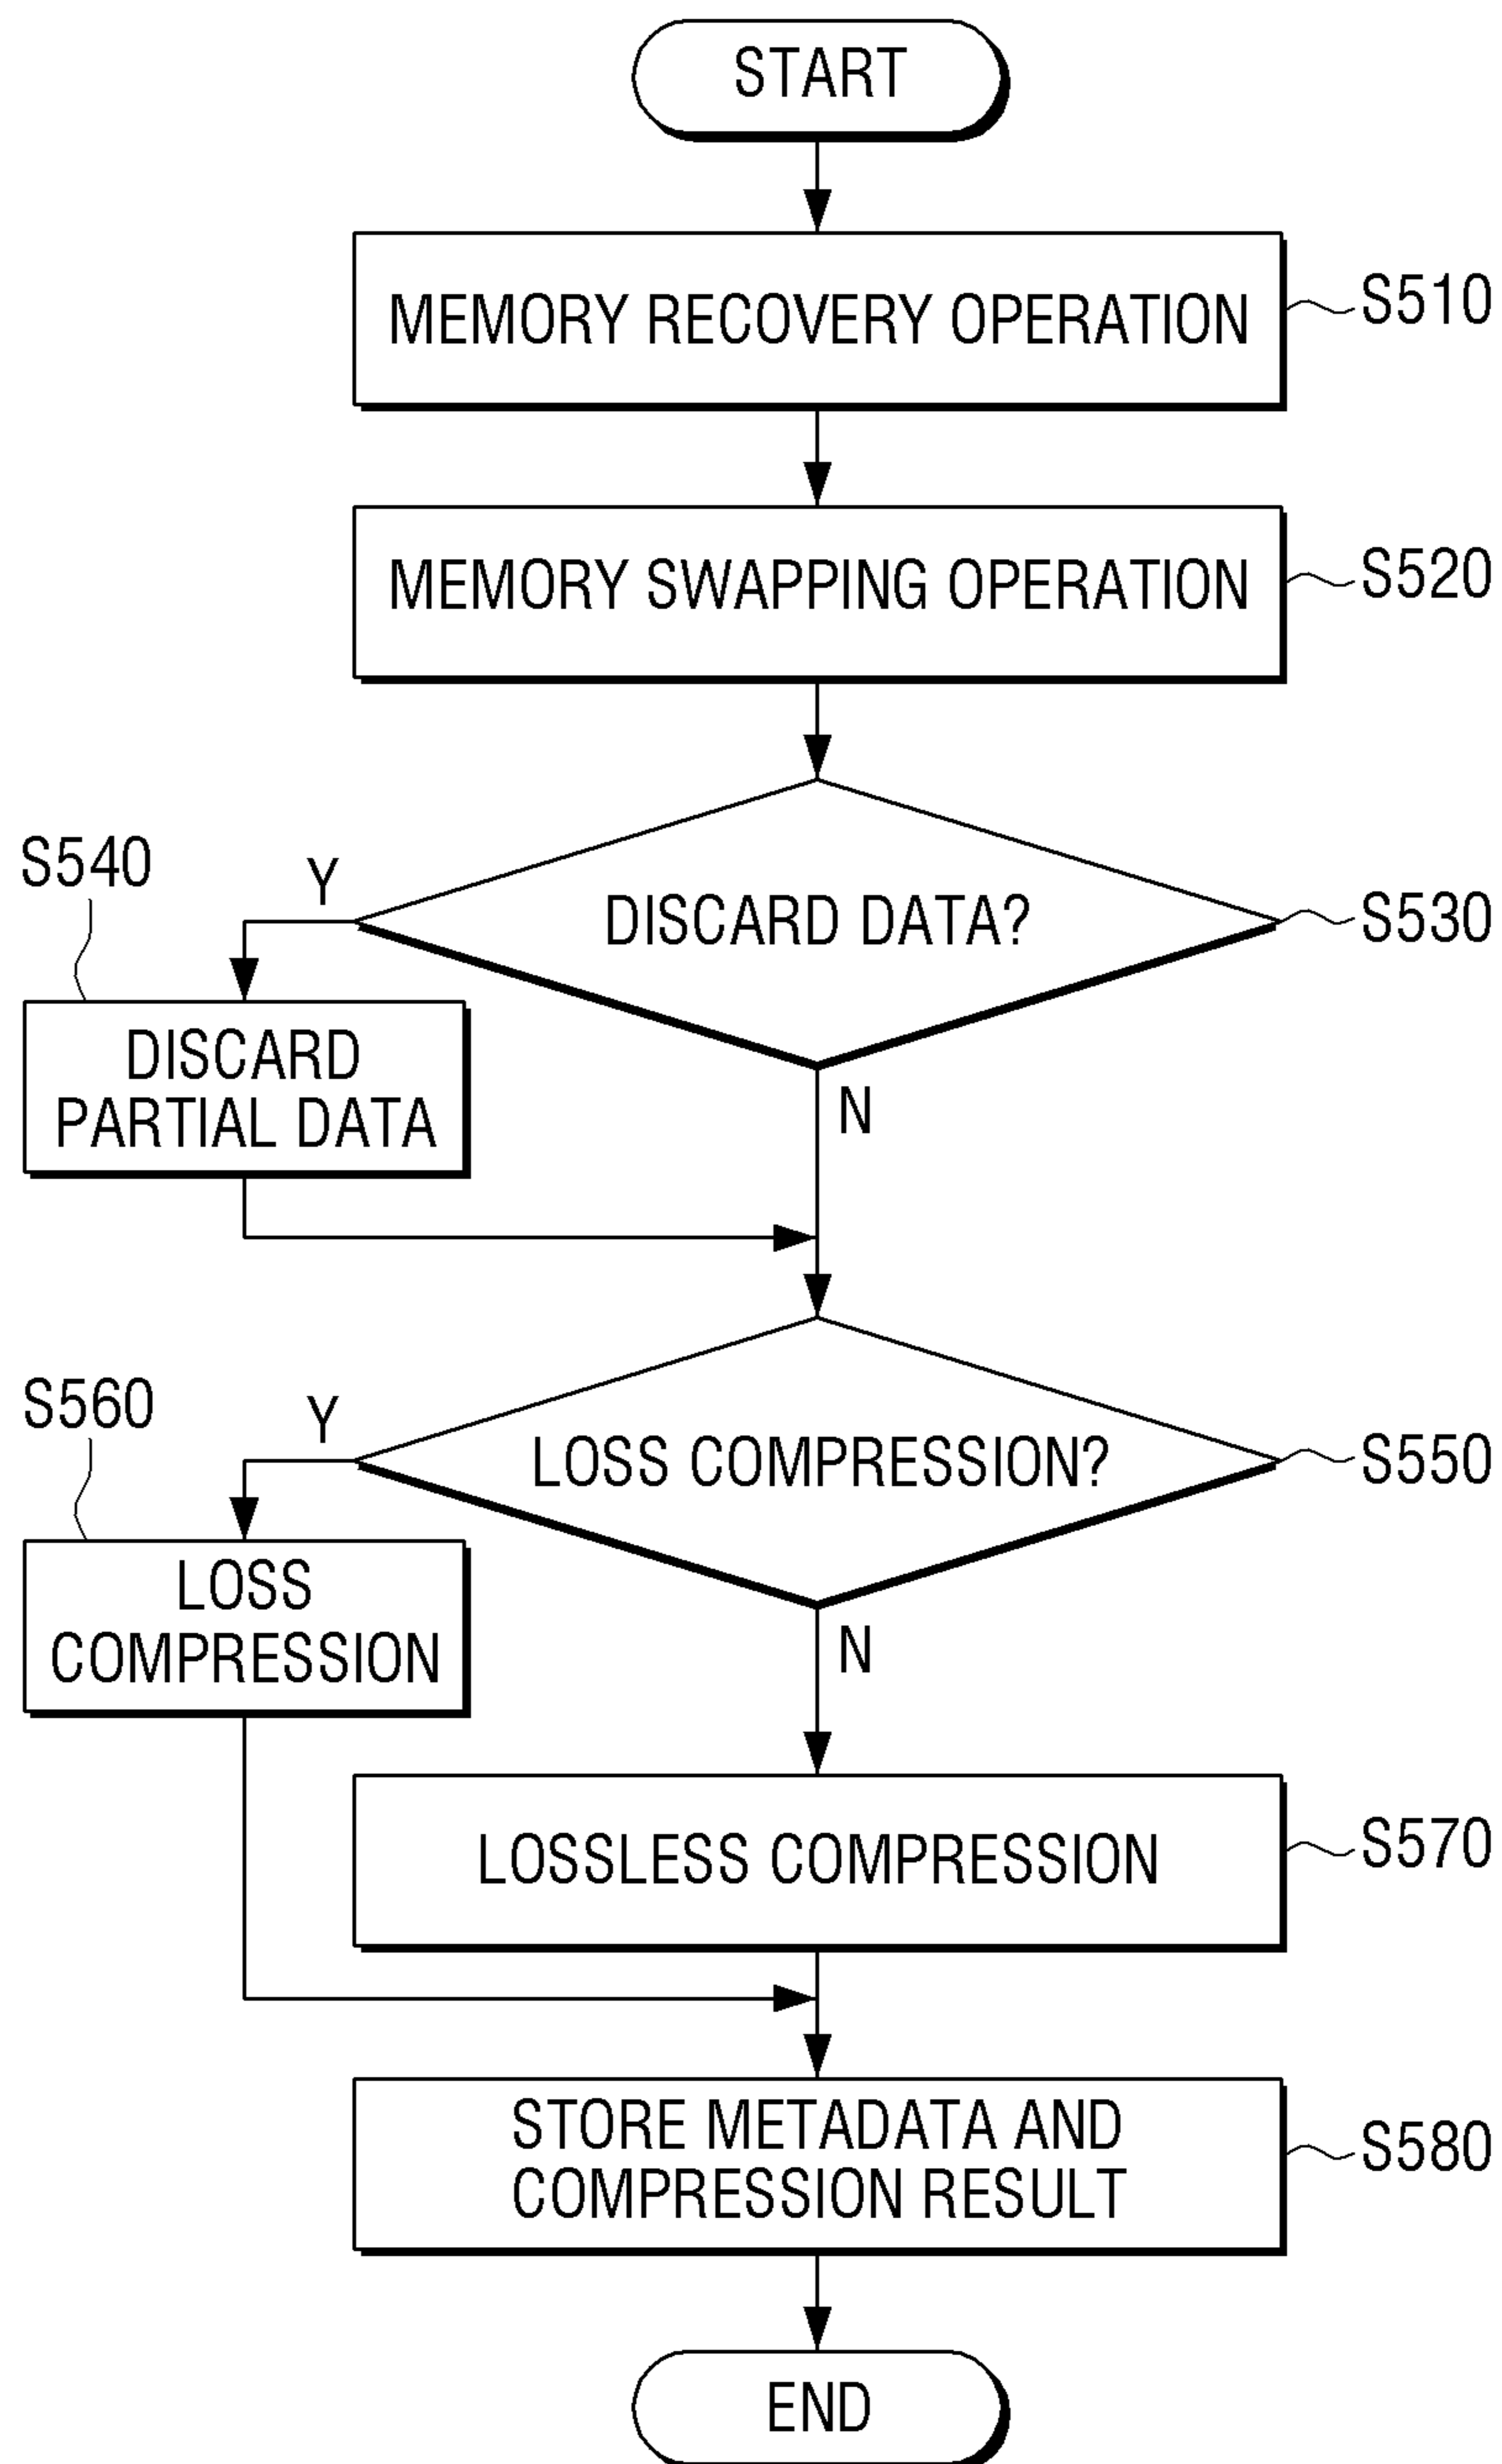 START
MEMORY RECOVERY OPERATION
S510
MEMORY SWAPPING OPERATION
S520
S540
Y
DISCARD DATA?
S530
DISCARD
PARTIAL DATA
N
S560
Y
LOSS COMPRESSION?
S550
LOSS
COMPRESSION
N
LOSSLESS COMPRESSION
S570
STORE METADATA AND
COMPRESSION RESULT
S580
END